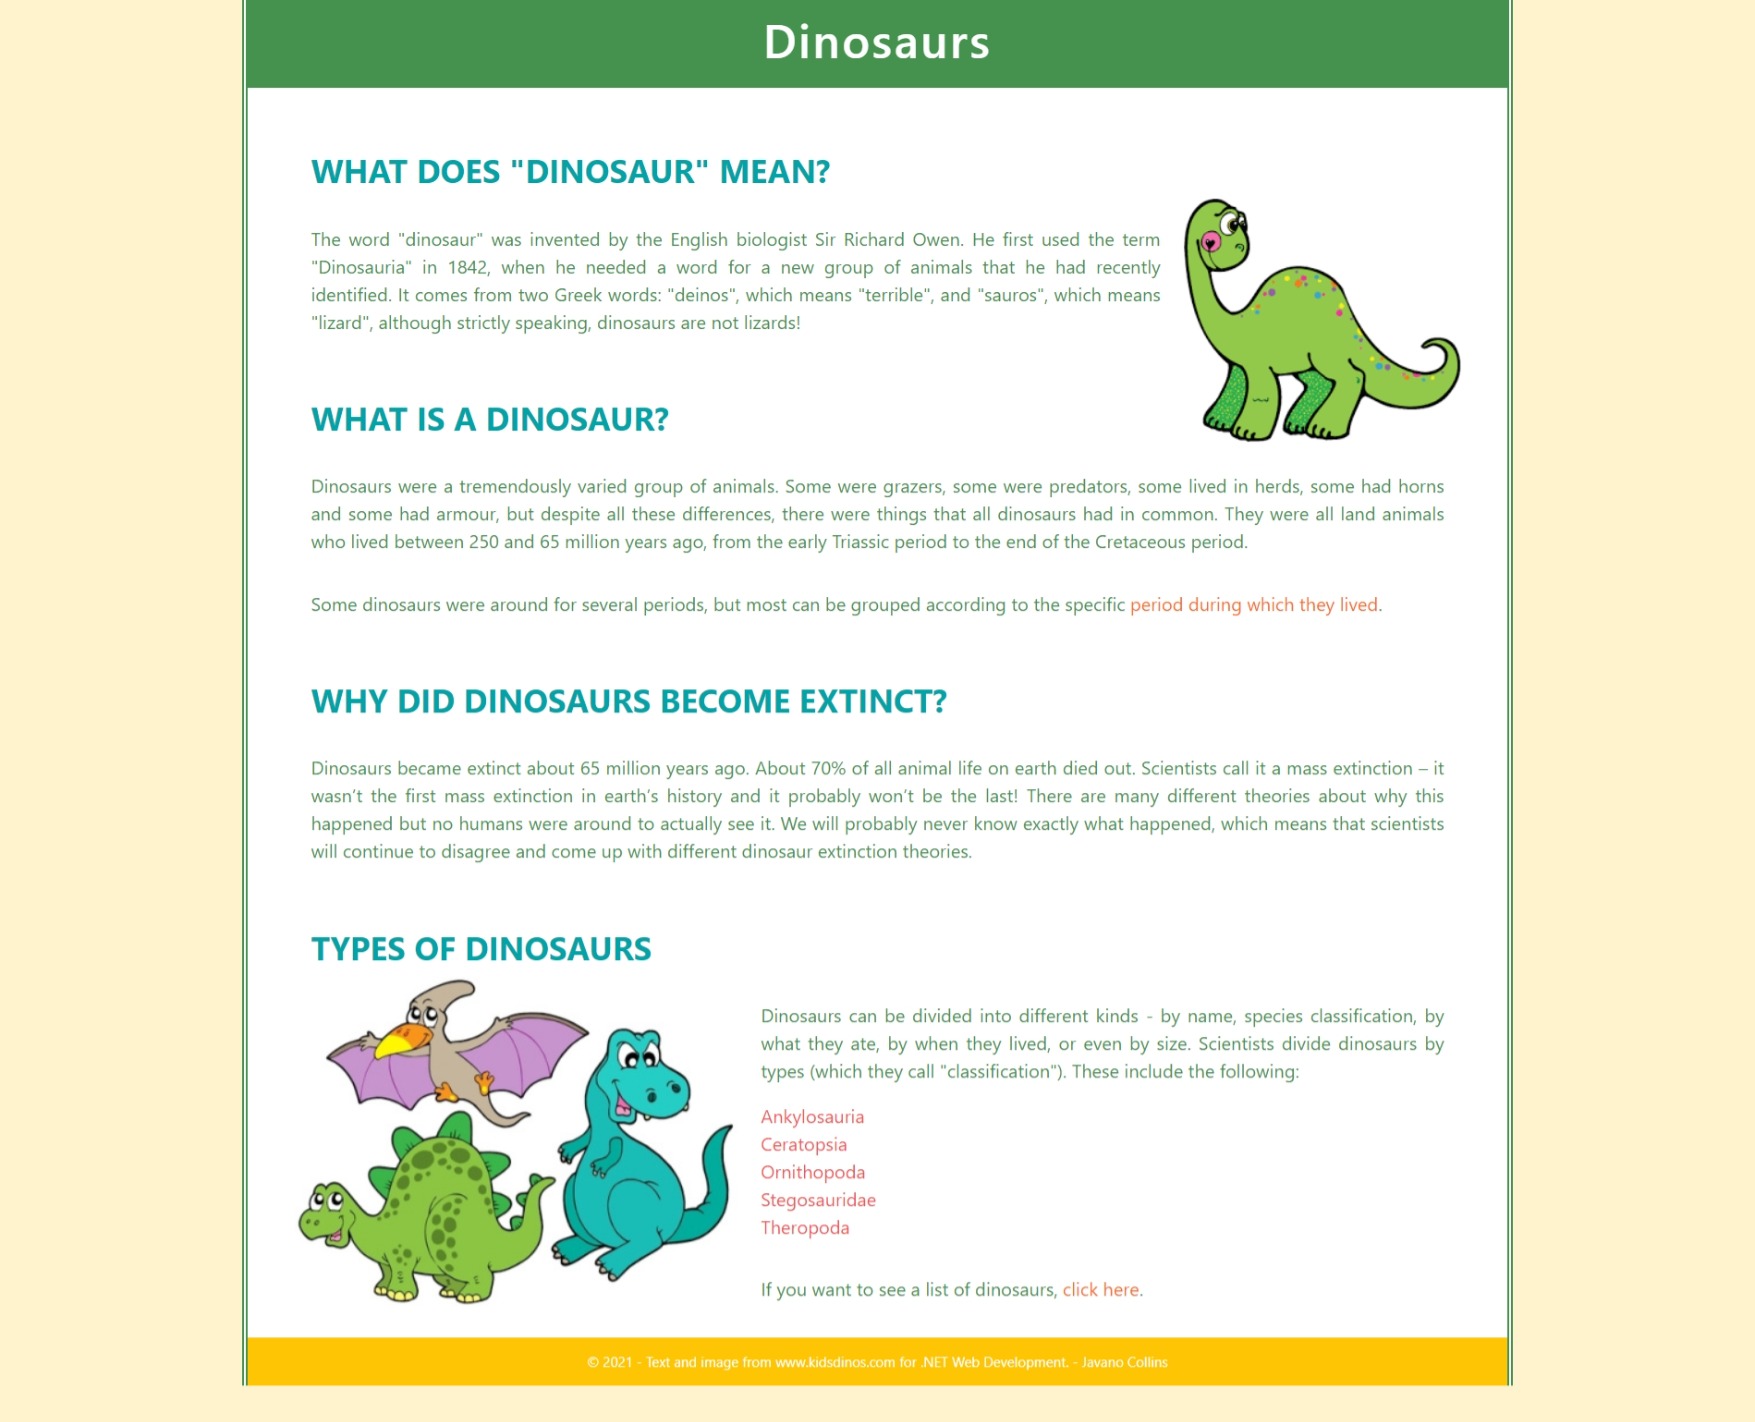 Dinosaurs
WHAT DOES "DINOSAUR" MEAN?
The word "dinosaur" was invented by the English biologist Sir Richard Owen. He first used the term
"Dinosauria" in 1842, when he needed a word for a new group of animals that he had recently
identified. It comes from two Greek words: "deinos", which means "terrible", and "sauros", which means
"lizard", although strictly speaking, dinosaurs are not lizards!
WHAT IS A DINOSAUR?
Dinosaurs were a tremendously varied group of animals. Some were grazers, some were predators, some lived in herds, some had horns
and some had armour, but despite all these differences, there were things that all dinosaurs had in common. They were all land animals
who lived between 250 and 65 million years ago, from the early Triassic period to the end of the Cretaceous period.
Some dinosaurs were around for several periods, but most can be grouped according to the specific period during which they lived.
WHY DID DINOSAURS BECOME EXTINCT?
Dinosaurs became extinct about 65 million years ago. About 70% of all animal life on earth died out. Scientists call it a mass extinction – it
wasn’t the first mass extinction in earth’s history and it probably won’t be the last! There are many different theories about why this
happened but no humans were around to actually see it. We will probably never know exactly what happened, which means that scientists
will continue to disagree and come up with different dinosaur extinction theories.
TYPES OF DINOSAURS
Dinosaurs can be divided into different kinds - by name, species classification, by
what they ate, by when they lived, or even by size. Scientists divide dinosaurs by
types (which they call "classification"). These include the following:
Ankylosauria
Ceratopsia
Ornithopoda
Stegosauridae
Theropoda
If you want to see a list of dinosaurs, click here.
© 2021 - Text and image from www.kidsdinos.com for .NET Web Development. - Javano Collins